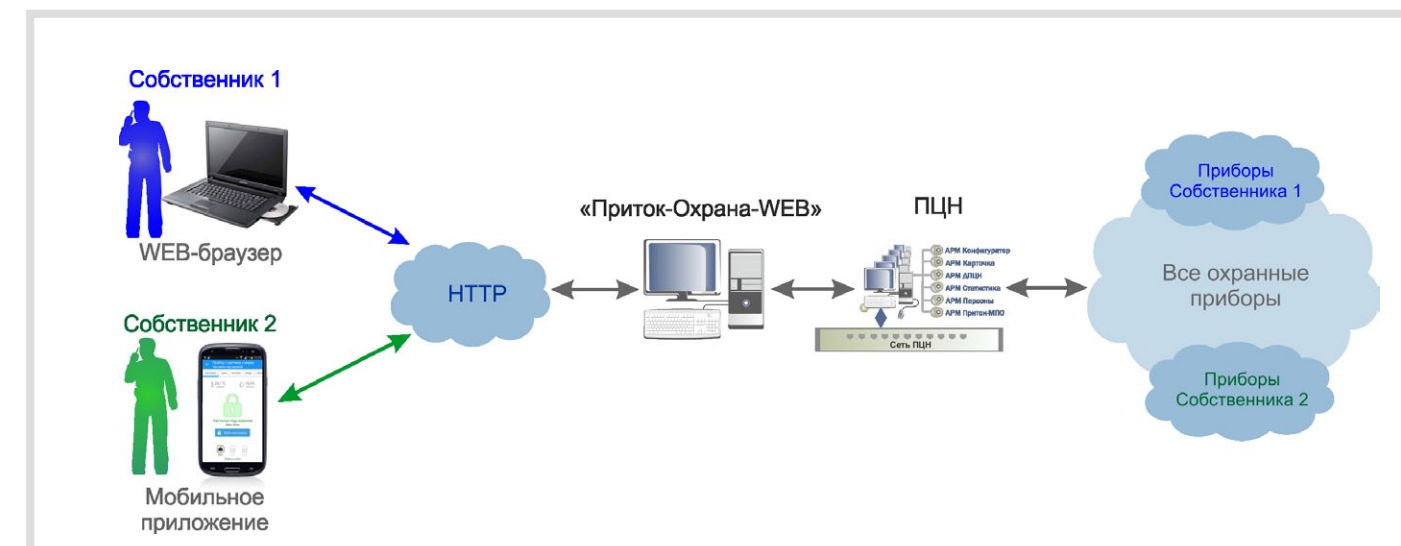 Собственник 1
WEB-браузер
Собственник 2
Мобильное
приложение
HTTP
«Приток-Охрана-WEB»
ПЦН
АРМ Конфигуратор
АРМ Карточка
АРМ ДПЦН
АРМ Статистика
АРМ Персоны
АРМ Приток-МПО
Сеть ПЦН
Приборы
Собственника 1
Все охранные
приборы
Приборы
Собственника 2